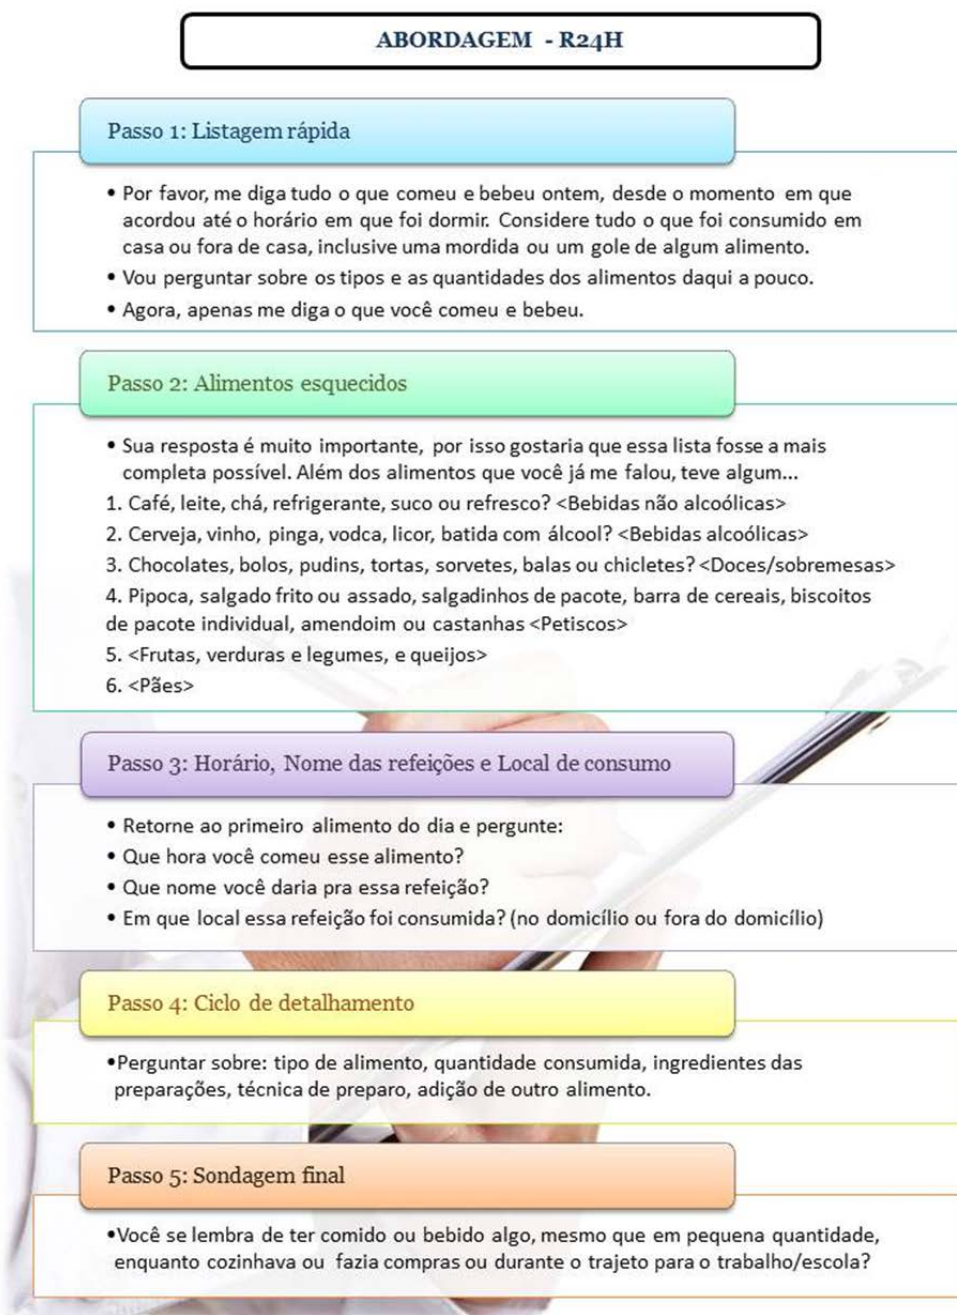 ABORDAGEM - R24H
Passo 1: Listagem rápida
• Por favor, me diga tudo o que comeu e bebeu ontem, desde o momento em que
acordou até o horário em que foi dormir. Considere tudo o que foi consumido em
casa ou fora de casa, inclusive uma mordida ou um gole de algum alimento.
• Vou perguntar sobre os tipos e as quantidades dos alimentos daqui a pouco.
• Agora, apenas me diga o que você comeu e bebeu.
Passo 2: Alimentos esquecidos
• Sua resposta é muito importante, por isso gostaria que essa lista fosse a mais
completa possível. Além dos alimentos que você já me falou, teve algum...
1. Café, leite, chá, refrigerante, suco ou refresco? <Bebidas não alcoólicas>
2. Cerveja, vinho, pinga, vodca, licor, batida com álcool? <Bebidas alcoólicas>
3. Chocolates, bolos, pudins, tortas, sorvetes, balas ou chicletes? <Doces/sobremesas>
4. Pipoca, salgado frito ou assado, salgadinhos de pacote, barra de cereais, biscoitos
de pacote individual, amendoim ou castanhas <Petiscos>
5. <Frutas, verduras e legumes, e queijos>
6. <Pães>
Passo 3: Horário, Nome das refeições e Local de consumo
• Retorne ao primeiro alimento do dia e pergunte:
• Que hora você comeu esse alimento?
• Que nome você daria pra essa refeição?
• Em que local essa refeição foi consumida? (no domicílio ou fora do domicílio)
Passo 4: Ciclo de detalhamento
•Perguntar sobre: tipo de alimento, quantidade consumida, ingredientes das
preparações, técnica de preparo, adição de outro alimento.
Passo 5: Sondagem final
•Você se lembra de ter comido ou bebido algo, mesmo que em pequena quantidade,
enquanto cozinhava ou fazia compras ou durante o trajeto para o trabalho/escola?